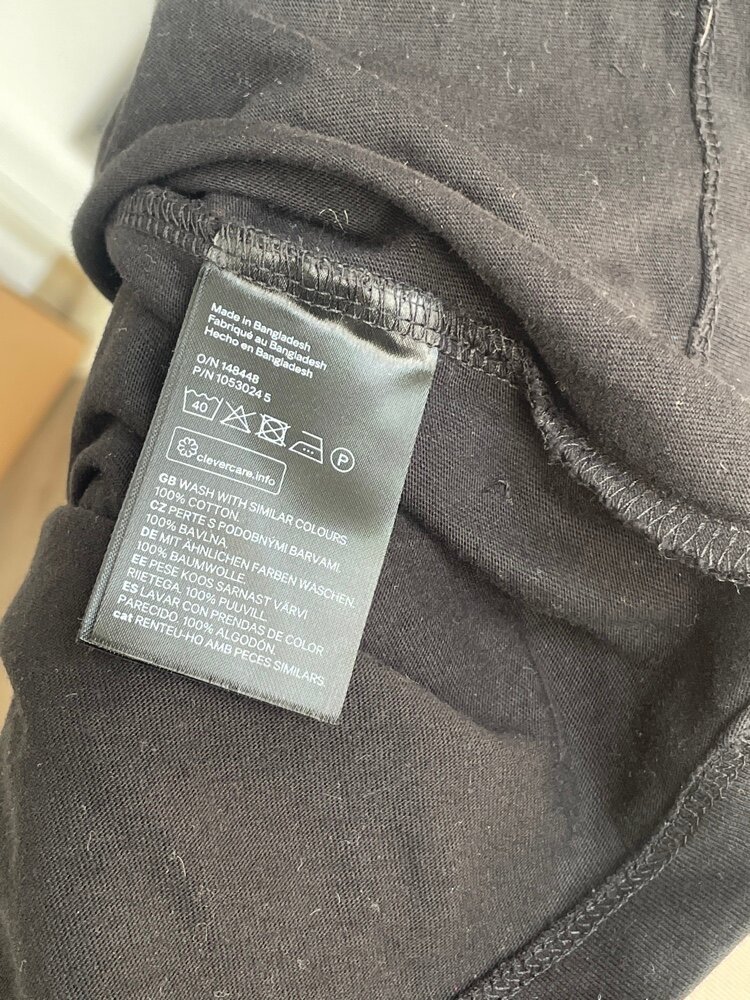 Made in Bangladesh
Fabriqué au Bangladesh
Hecho en Bangladesh
O/N 148448
P/N 1053024 5
40
P
clevercare.info
GB WASH WITH SIMILAR COLOURS
100% COTTON
CZ PERTE S PODOBNÝMI BARVAMI.
100% BAVLNA
DE MIT ÄHNLICHEN FARBEN WASCHEN.
100% BAUMWOLLE.
EE PESE KOOS SARNAST VÄRVI
RIIETEGA. 100% PUUVILL
ES LAVAR CON PRENDAS DE COLOR
PARECIDO. 100% ALGODÓN.
cat RENTEU-HO AMB PECES SIMILARS.